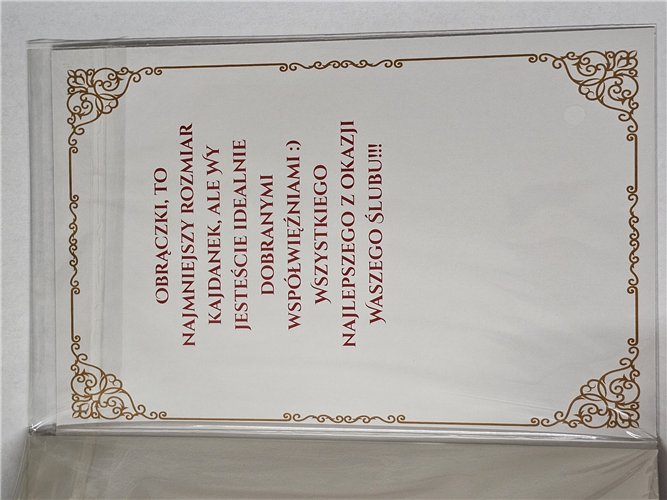 Obrączki, to
najmniejszy rozmiar
kajdanek, ale Wy
jesteście idealnie
dobranymi
współwięźniami :)
Wszystkiego
najlepszego z okazji
Waszego Ślubu!!!